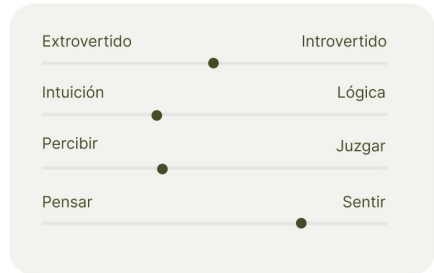 Extrovertido Introvertido
Intuición Lógica
Percibir Juzgar
Pensar Sentir